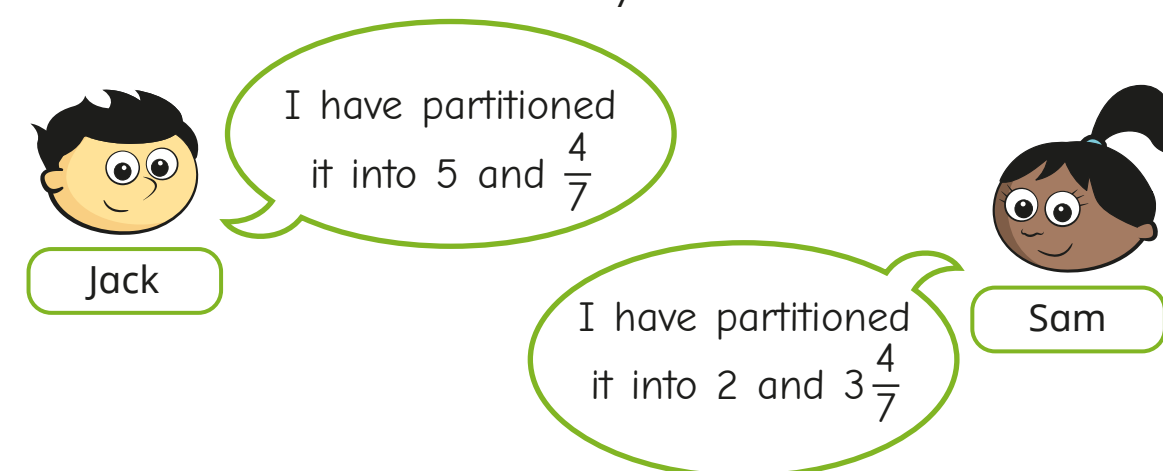 I have partitioned
it into 5 and 4/7
Jack
I have partitioned
it into 2 and 3 4/7
Sam